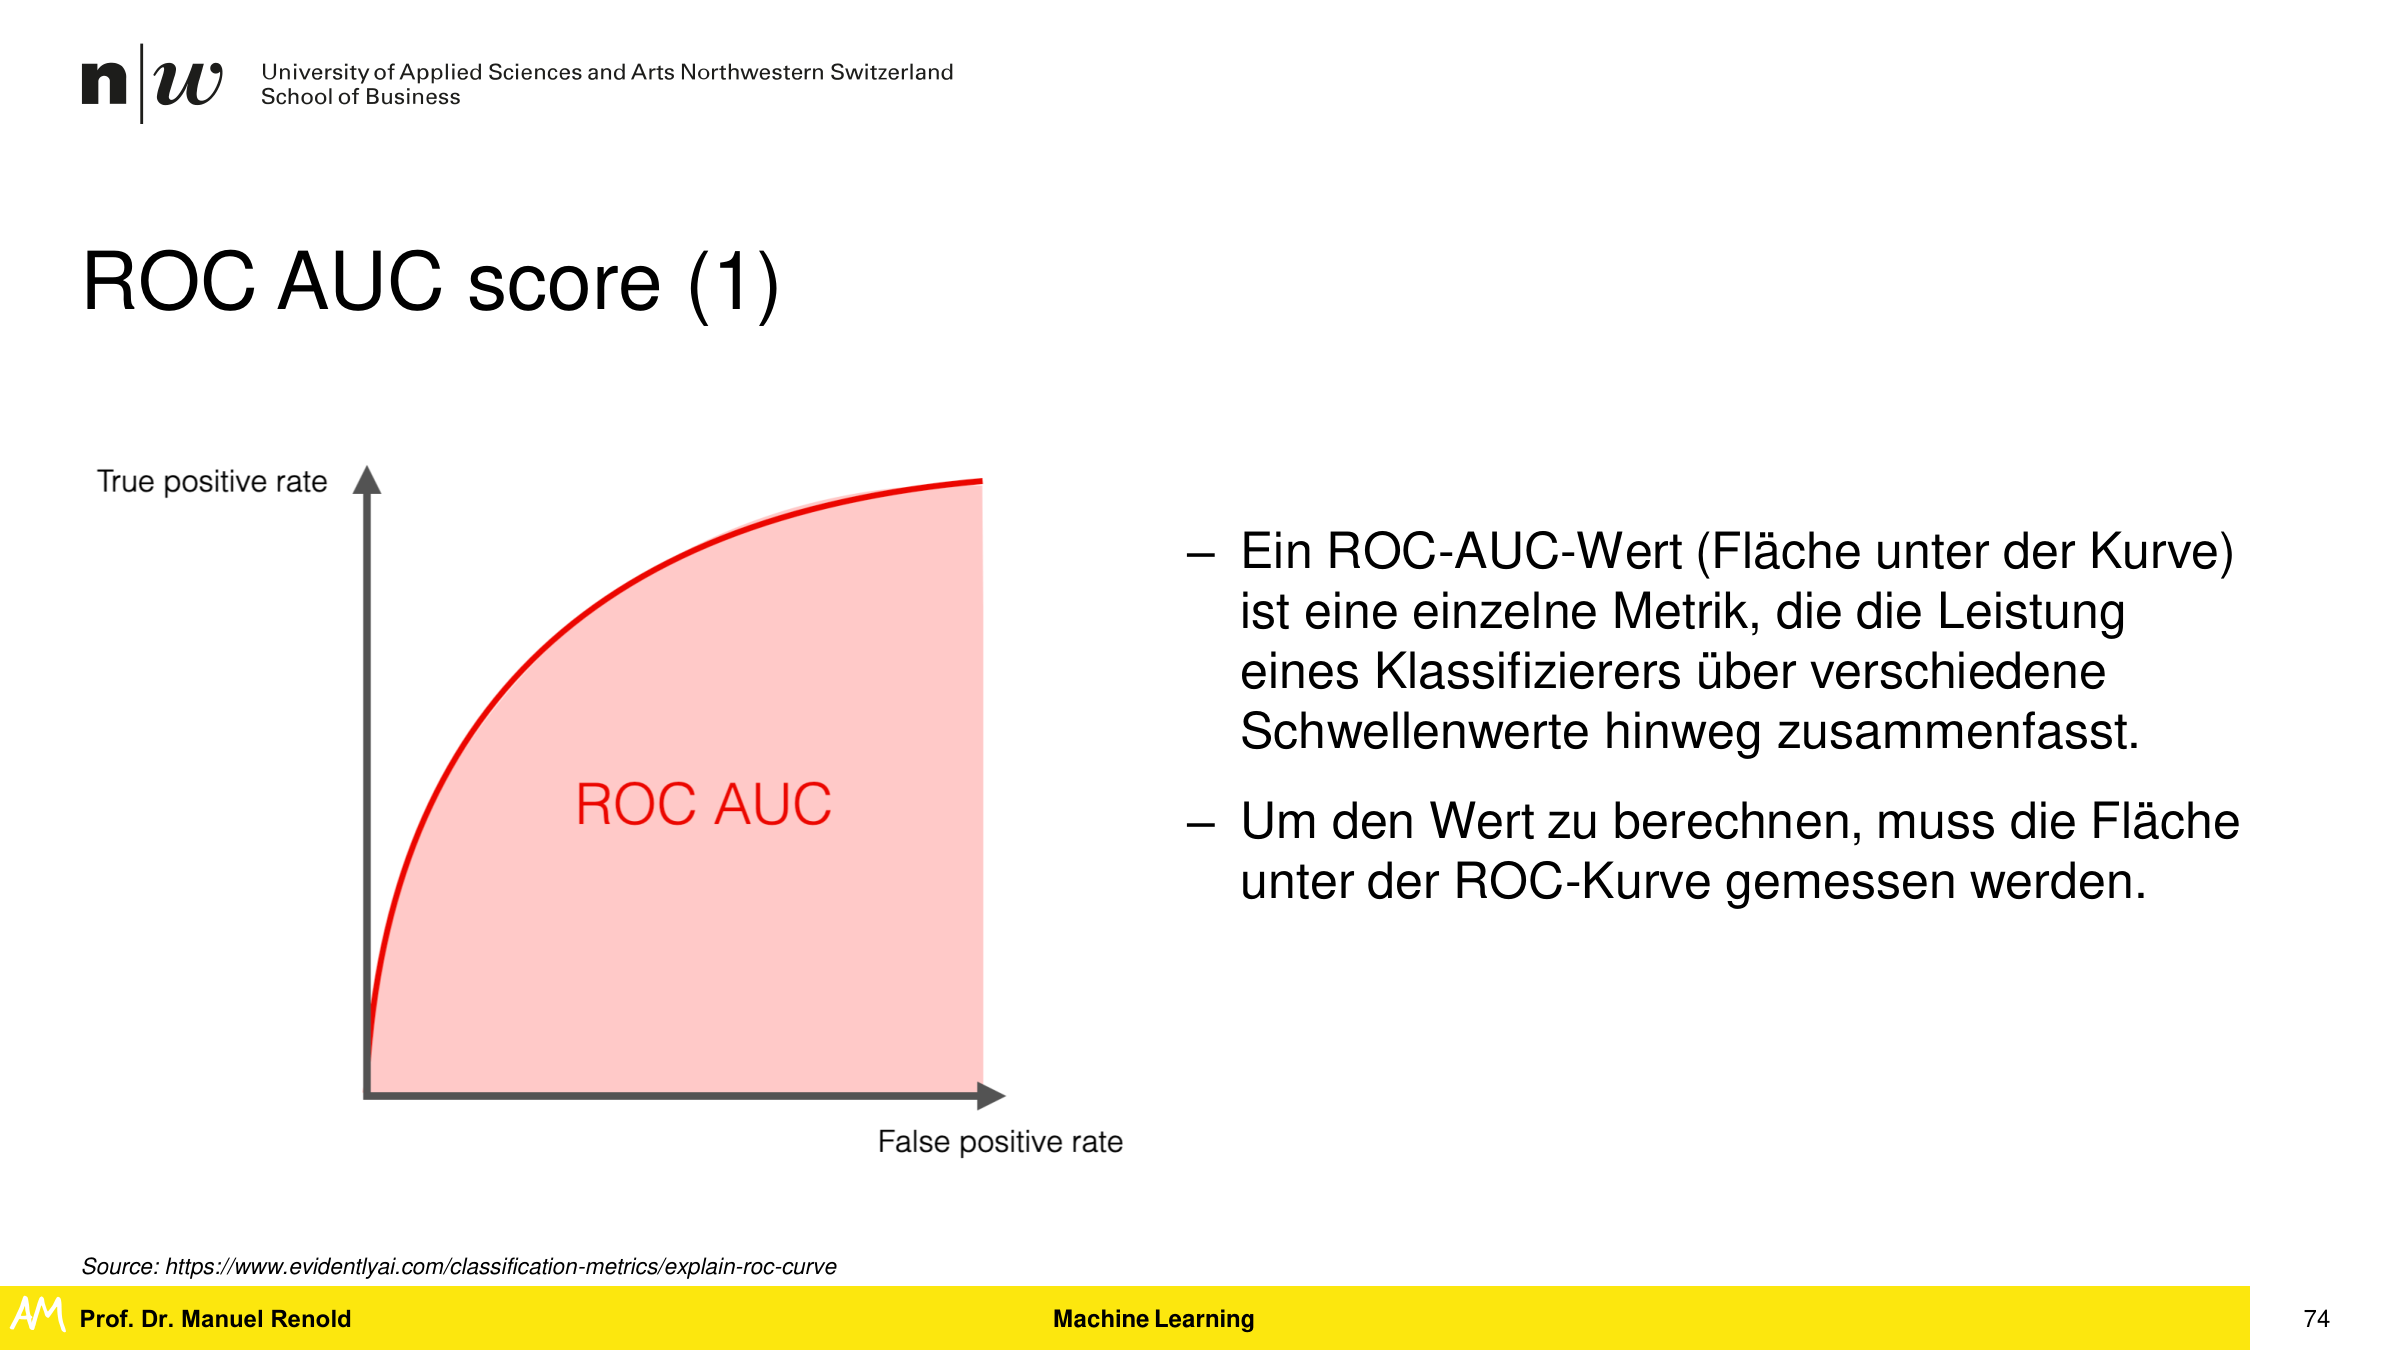 n|w University of Applied Sciences and Arts Northwestern Switzerland
School of Business
ROC AUC score (1)
True positive rate
ROC AUC
False positive rate
– Ein ROC-AUC-Wert (Fläche unter der Kurve)
ist eine einzelne Metrik, die die Leistung
eines Klassifizierers über verschiedene
Schwellenwerte hinweg zusammenfasst.
– Um den Wert zu berechnen, muss die Fläche
unter der ROC-Kurve gemessen werden.
Source: https://www.evidentlyai.com/classification-metrics/explain-roc-curve
AM Prof. Dr. Manuel Renold
Machine Learning
74